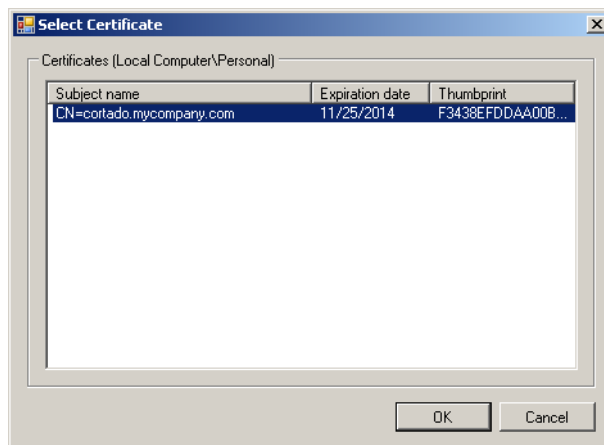 Select Certificate
Certificates (Local Computer\Personal)
Subject name Expiration date Thumbprint
CN=cortado.mycompany.com 11/25/2014 F3438EFDDAA00B...
OK Cancel